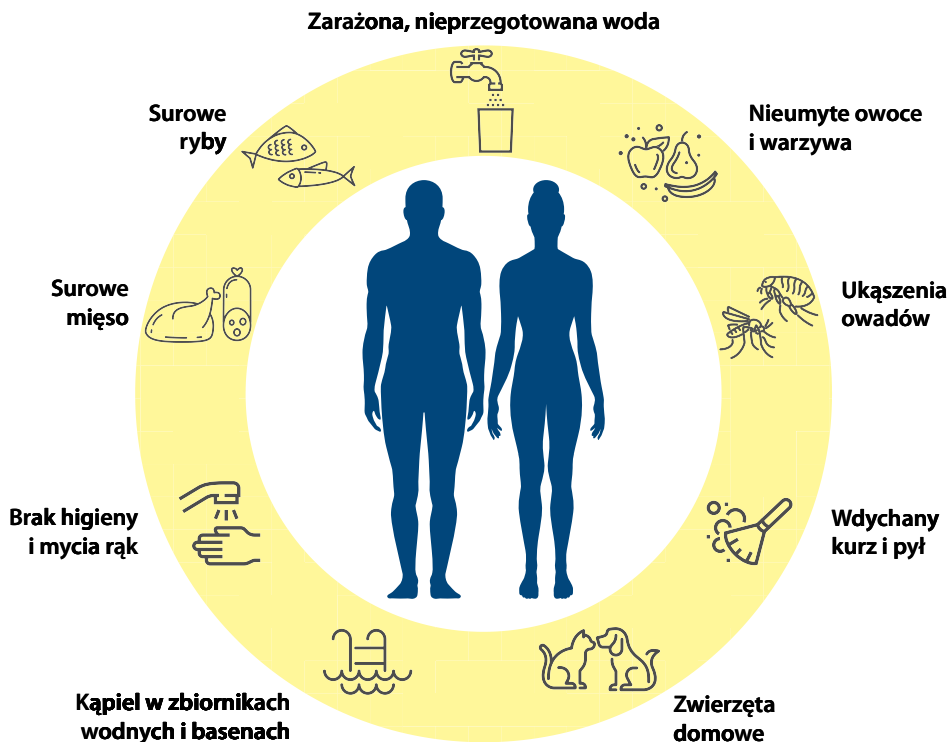 Zarażona, nieprzegotowana woda
Nieumyte owoce
i warzywa
Ukąszenia
owadów
Wdychany
kurz i pył
Zwierzęta
domowe
Kąpiel w zbiornikach
wodnych i basenach
Brak higieny
i mycia rąk
Surowe
mięso
Surowe
ryby